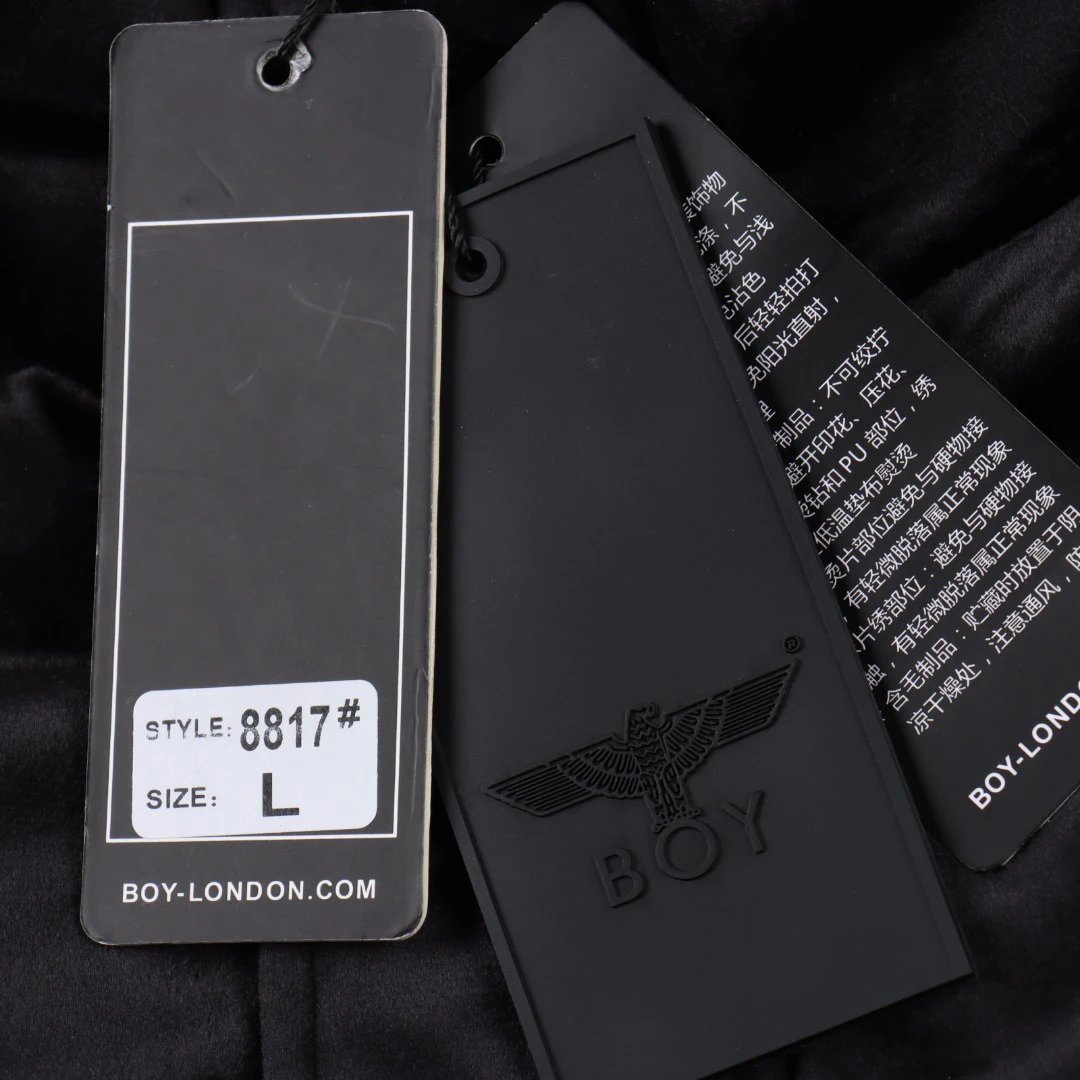 STYLE: 8817#
SIZE: L
BOY-LONDON.COM
®
BOY
装饰物
涤,不
避免与浅
沾色
后轻轻拍打
免阳光直射,
理
制品:不可绞拧
避开印花、压花、
钻和PU部位,绣
低温垫布熨烫
烫片部位避免与硬物接
有轻微脱落属正常现象
片绣部位:避免与硬物接
触,有轻微脱落属正常现象
含毛制品:贮藏时放置于阴
凉干燥处,注意通风,防
BOY-LONDO